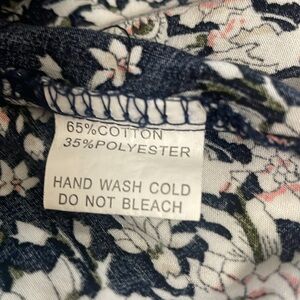 65%COTTON
35%POLYESTER
HAND WASH COLD
DO NOT BLEACH